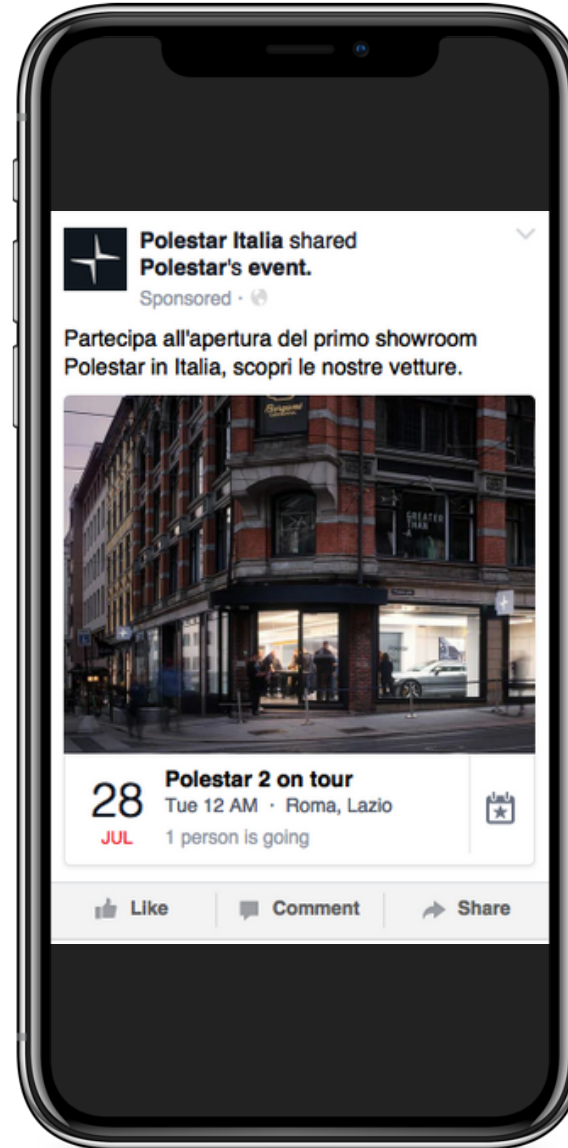 Polestar Italia shared
Polestar's event.
Sponsored ·
Partecipa all'apertura del primo showroom
Polestar in Italia, scopri le nostre vetture.
Bergans
GREATER
THAN
A
28
JUL
Polestar 2 on tour
Tue 12 AM · Roma, Lazio
1 person is going
Like
Comment
Share